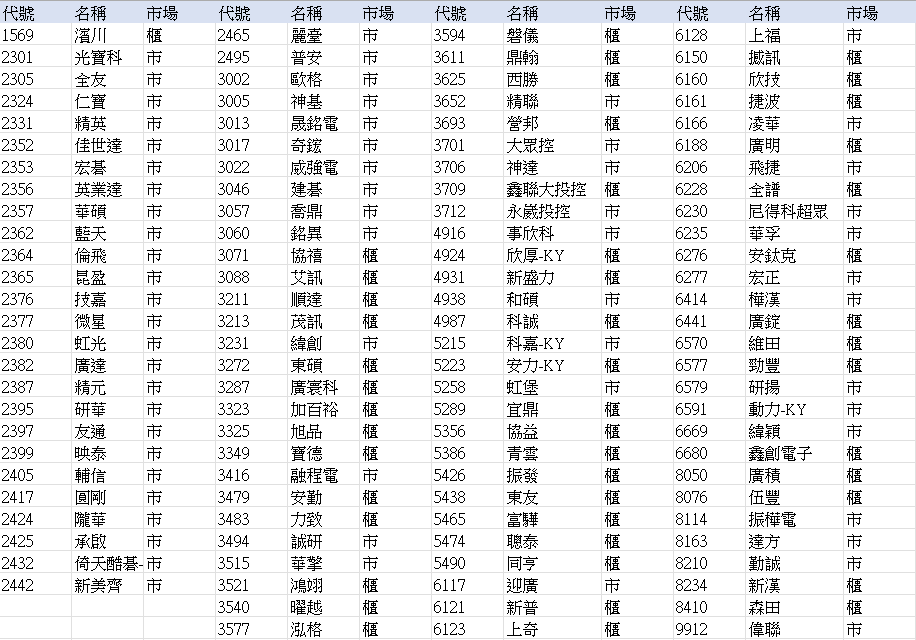 代號 名稱 市場 代號 名稱 市場 代號 名稱 市場 代號 名稱 市場
1569 濱川 櫃 2465 麗臺 市 3594 磐儀 櫃 6128 上福 市
2301 光寶科 市 2495 普安 市 3611 鼎翰 櫃 6150 撼訊 櫃
2305 全友 市 3002 歐格 市 3625 西勝 櫃 6160 欣技 櫃
2324 仁寶 市 3005 神基 市 3652 精聯 市 6161 捷波 櫃
2331 精英 市 3013 晟銘電 市 3693 營邦 櫃 6166 凌華 市
2352 佳世達 市 3017 奇鋐 市 3701 大眾控 市 6188 廣明 櫃
2353 宏碁 市 3022 威強電 市 3706 神達 市 6206 飛捷 市
2356 英業達 市 3046 建碁 市 3709 鑫聯大投控 櫃 6228 全譜 櫃
2357 華碩 市 3057 喬鼎 市 3712 永崴投控 市 6230 尼得科超眾 市
2362 藍天 市 3060 銘異 市 4916 事欣科 市 6235 華孚 市
2364 倫飛 市 3071 協禧 櫃 4924 欣厚-KY 櫃 6276 安鈦克 櫃
2365 昆盈 市 3088 艾訊 櫃 4931 新盛力 櫃 6277 宏正 市
2376 技嘉 市 3211 順達 櫃 4938 和碩 市 6414 樺漢 市
2377 微星 市 3213 茂訊 櫃 4987 科誠 櫃 6441 廣錠 櫃
2380 虹光 市 3231 緯創 市 5215 科嘉-KY 市 6570 維田 櫃
2382 廣達 市 3272 東碩 櫃 5223 安力-KY 櫃 6577 勁豐 櫃
2387 精元 市 3287 廣寰科 櫃 5258 虹堡 市 6579 研揚 市
2395 研華 市 3323 加百裕 櫃 5289 宜鼎 櫃 6591 動力-KY 市
2397 友通 市 3325 旭品 櫃 5356 協益 櫃 6669 緯穎 市
2399 映泰 市 3349 寶德 櫃 5386 青雲 櫃 6680 鑫創電子 櫃
2405 輔信 市 3416 融程電 市 5426 振發 櫃 8050 廣積 櫃
2417 圓剛 市 3479 安勤 櫃 5438 東友 櫃 8076 伍豐 櫃
2424 隴華 市 3483 力致 櫃 5465 富驊 櫃 8114 振樺電 市
2425 承啟 市 3494 誠研 市 5474 聰泰 櫃 8163 達方 市
2432 倚天酷碁- 市 3515 華擎 市 5490 同亨 櫃 8210 勤誠 市
2442 新美齊 市 3521 鴻翊 櫃 6117 迎廣 市 8234 新漢 櫃
3540 曜越 櫃 6121 新普 櫃 8410 森田 櫃
3577 泓格 櫃 6123 上奇 櫃 9912 偉聯 市